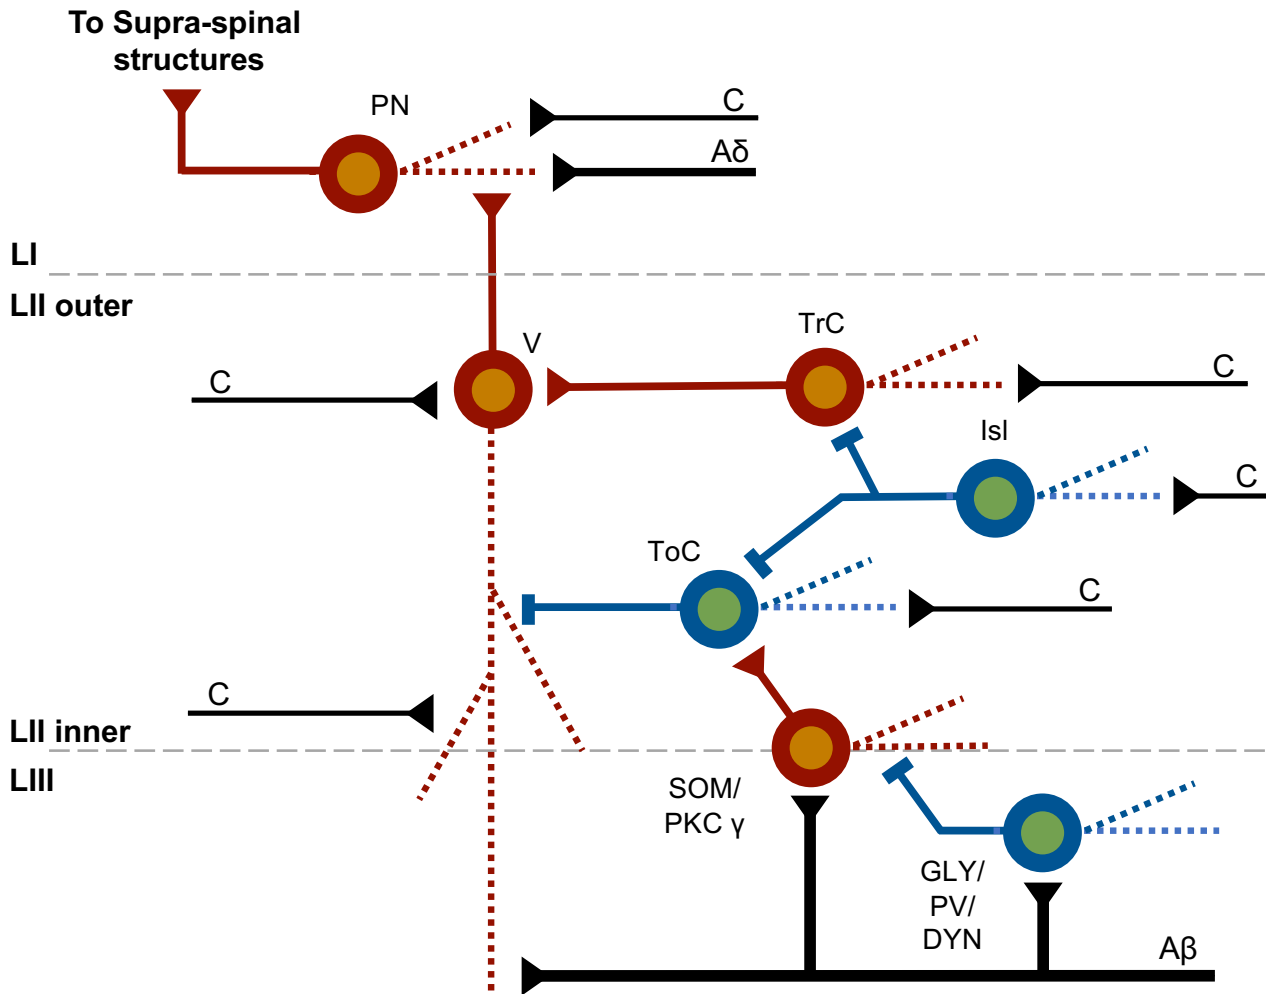 To Supra-spinal
structures
PN
C
Aδ
LI
LII outer
V
TrC
C
C
Isl
C
ToC
C
C
LII inner
LIII
SOM/
PKC γ
GLY/
PV/
DYN
Aβ